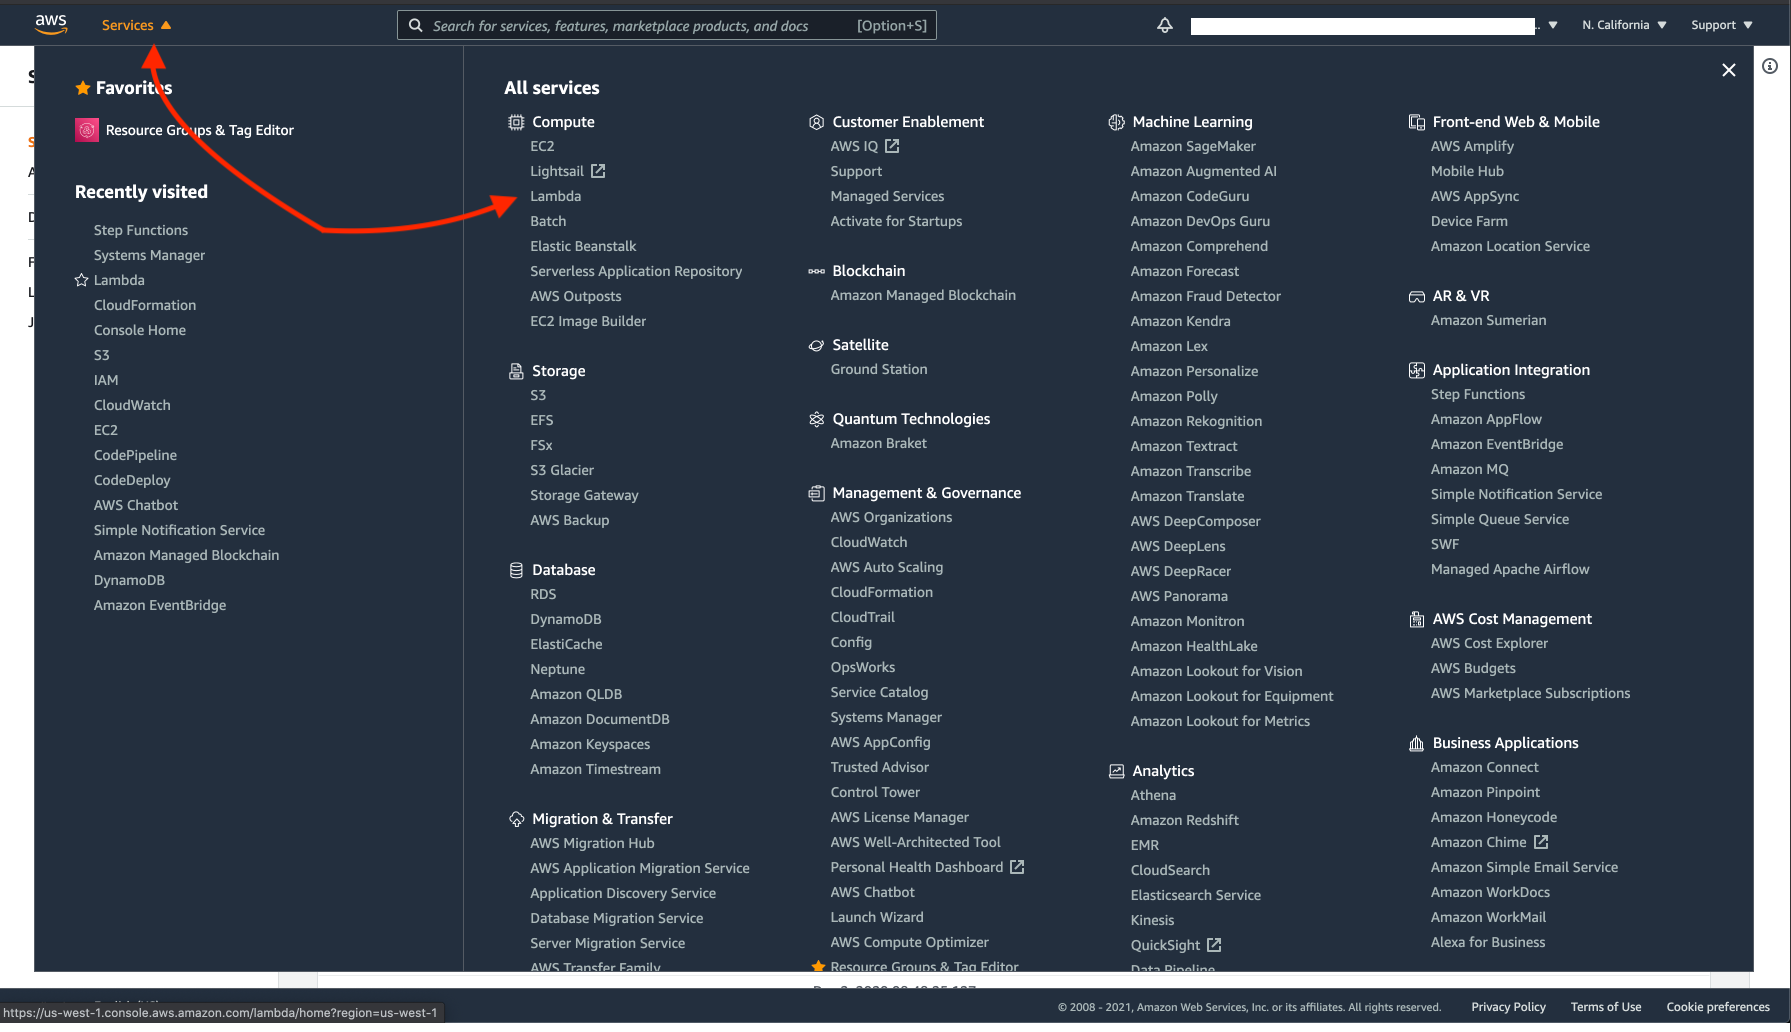 aws
Services
Search for services, features, marketplace products, and docs [Option+S]
N. California
Support
Favorites
Resource Groups & Tag Editor
Recently visited
Step Functions
Systems Manager
Lambda
CloudFormation
Console Home
S3
IAM
CloudWatch
EC2
CodePipeline
CodeDeploy
AWS Chatbot
Simple Notification Service
Amazon Managed Blockchain
DynamoDB
Amazon EventBridge
All services
Compute
EC2
Lightsail
Lambda
Batch
Elastic Beanstalk
Serverless Application Repository
AWS Outposts
EC2 Image Builder
Storage
S3
EFS
FSx
S3 Glacier
Storage Gateway
AWS Backup
Database
RDS
DynamoDB
ElastiCache
Neptune
Amazon QLDB
Amazon DocumentDB
Amazon Keyspaces
Amazon Timestream
Migration & Transfer
AWS Migration Hub
AWS Application Migration Service
Application Discovery Service
Database Migration Service
Server Migration Service
AWS Transfer Family
Customer Enablement
AWS IQ
Support
Managed Services
Activate for Startups
Blockchain
Amazon Managed Blockchain
Satellite
Ground Station
Quantum Technologies
Amazon Braket
Management & Governance
AWS Organizations
CloudWatch
AWS Auto Scaling
CloudFormation
CloudTrail
Config
OpsWorks
Service Catalog
Systems Manager
AWS AppConfig
Trusted Advisor
Control Tower
AWS License Manager
AWS Well-Architected Tool
Personal Health Dashboard
AWS Chatbot
Launch Wizard
AWS Compute Optimizer
Resource Groups & Tag Editor
Machine Learning
Amazon SageMaker
Amazon Augmented AI
Amazon CodeGuru
Amazon DevOps Guru
Amazon Comprehend
Amazon Forecast
Amazon Fraud Detector
Amazon Kendra
Amazon Lex
Amazon Personalize
Amazon Polly
Amazon Rekognition
Amazon Textract
Amazon Transcribe
Amazon Translate
AWS DeepComposer
AWS DeepLens
AWS DeepRacer
AWS Panorama
Amazon Monitron
Amazon HealthLake
Amazon Lookout for Vision
Amazon Lookout for Equipment
Amazon Lookout for Metrics
Analytics
Athena
Amazon Redshift
EMR
CloudSearch
Elasticsearch Service
Kinesis
QuickSight
Data Pipeline
Front-end Web & Mobile
AWS Amplify
Mobile Hub
AWS AppSync
Device Farm
Amazon Location Service
AR & VR
Amazon Sumerian
Application Integration
Step Functions
Amazon AppFlow
Amazon EventBridge
Amazon MQ
Simple Notification Service
Simple Queue Service
SWF
Managed Apache Airflow
AWS Cost Management
AWS Cost Explorer
AWS Budgets
AWS Marketplace Subscriptions
Business Applications
Amazon Connect
Amazon Pinpoint
Amazon Honeycode
Amazon Chime
Amazon Simple Email Service
Amazon WorkDocs
Amazon WorkMail
Alexa for Business
© 2008 - 2021, Amazon Web Services, Inc. or its affiliates. All rights reserved.
Privacy Policy
Terms of Use
Cookie preferences
https://us-west-1.console.aws.amazon.com/lambda/home?region=us-west-1